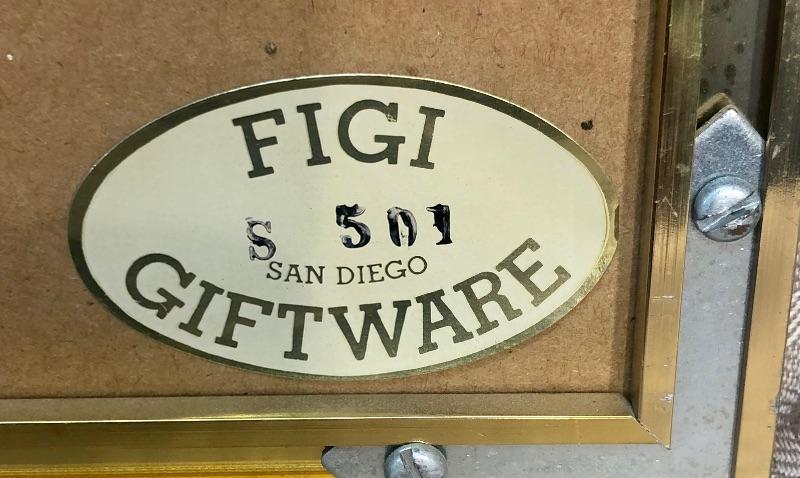 FIGI
S 501
SAN DIEGO
GIFTWARE